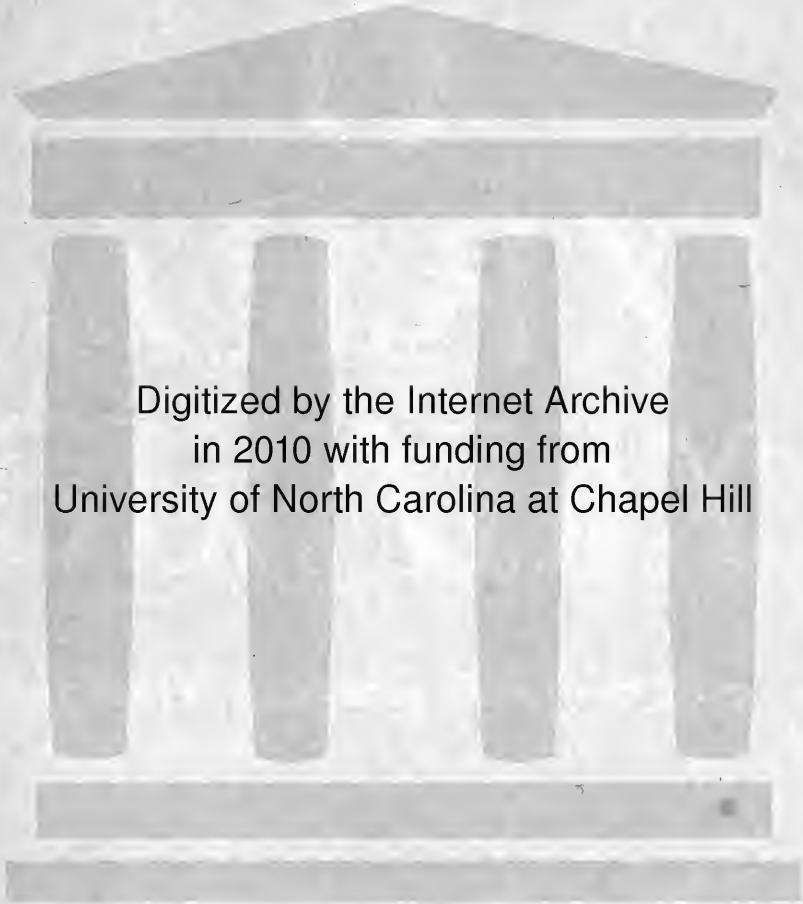 Digitized by the Internet Archive
in 2010 with funding from
University of North Carolina at Chapel Hill